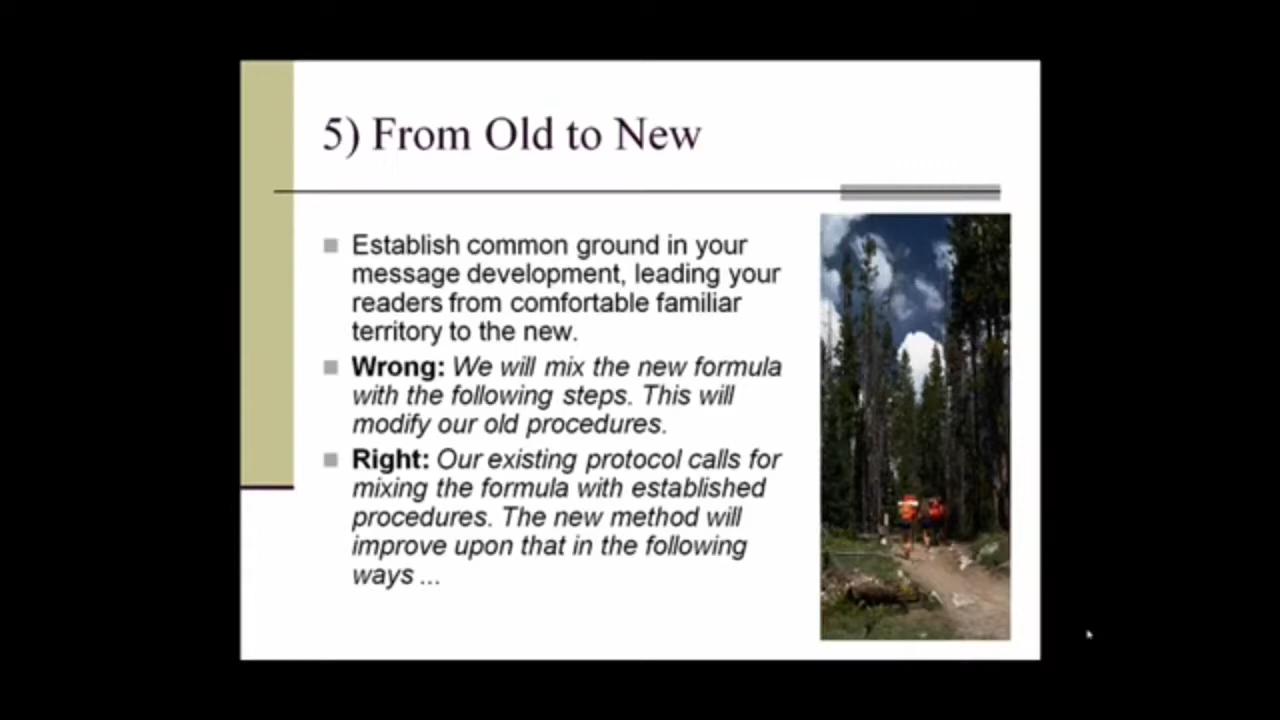 5) From Old to New
Establish common ground in your
message development, leading your
readers from comfortable familiar
territory to the new.
Wrong: We will mix the new formula
with the following steps. This will
modify our old procedures.
Right: Our existing protocol calls for
mixing the formula with established
procedures. The new method will
improve upon that in the following
ways ...